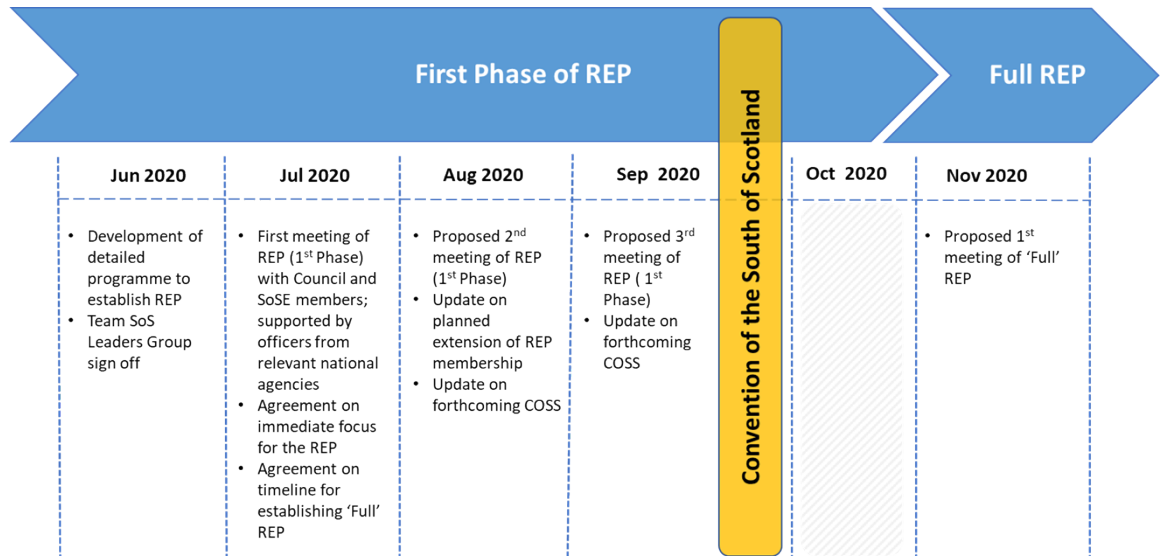 First Phase of REP
Full REP
Convention of the South of Scotland
Jun 2020
Jul 2020
Aug 2020
Sep 2020
Oct 2020
Nov 2020
• Development of
detailed
programme to
establish REP
• Team SoS
Leaders Group
sign off
• First meeting of
REP (1st Phase)
with Council and
SoSE members;
supported by
officers from
relevant national
agencies
• Agreement on
immediate focus
for the REP
• Agreement on
timeline for
establishing ‘Full’
REP
• Proposed 2nd
meeting of REP
(1st Phase)
• Update on
planned
extension of REP
membership
• Update on
forthcoming COSS
• Proposed 3rd
meeting of
REP ( 1st
Phase)
• Update on
forthcoming
COSS
• Proposed 1st
meeting of ‘Full’
REP